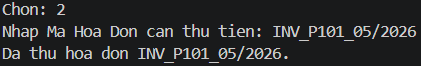 Chon: 2
Nhap Ma Hoa Don can thu tien: INV_P101_05/2026
Da thu hoa don INV_P101_05/2026.